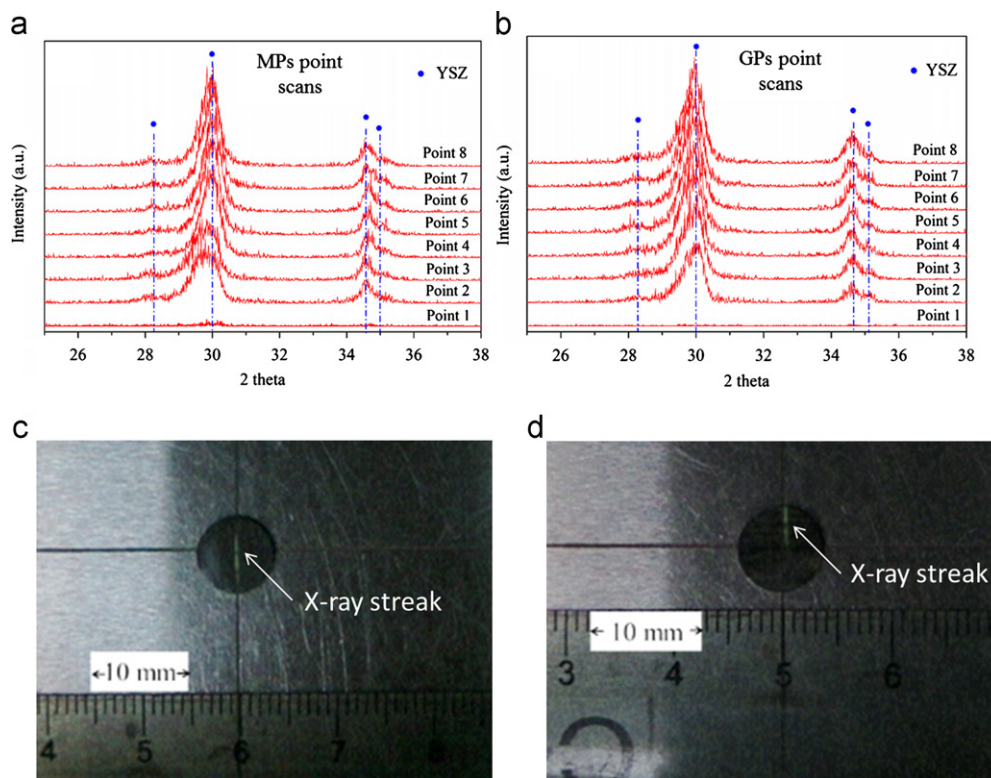 a
MPs point
scans
YSZ
Intensity (a.u.)
Point 8
Point 7
Point 6
Point 5
Point 4
Point 3
Point 2
Point 1
26 28 30 32 34 36 38
2 theta
b
GPs point
scans
YSZ
Intensity (a.u.)
Point 8
Point 7
Point 6
Point 5
Point 4
Point 3
Point 2
Point 1
26 28 30 32 34 36 38
2 theta
c
X-ray streak
10 mm
4 5 6 7
d
X-ray streak
10 mm
3 4 5 6